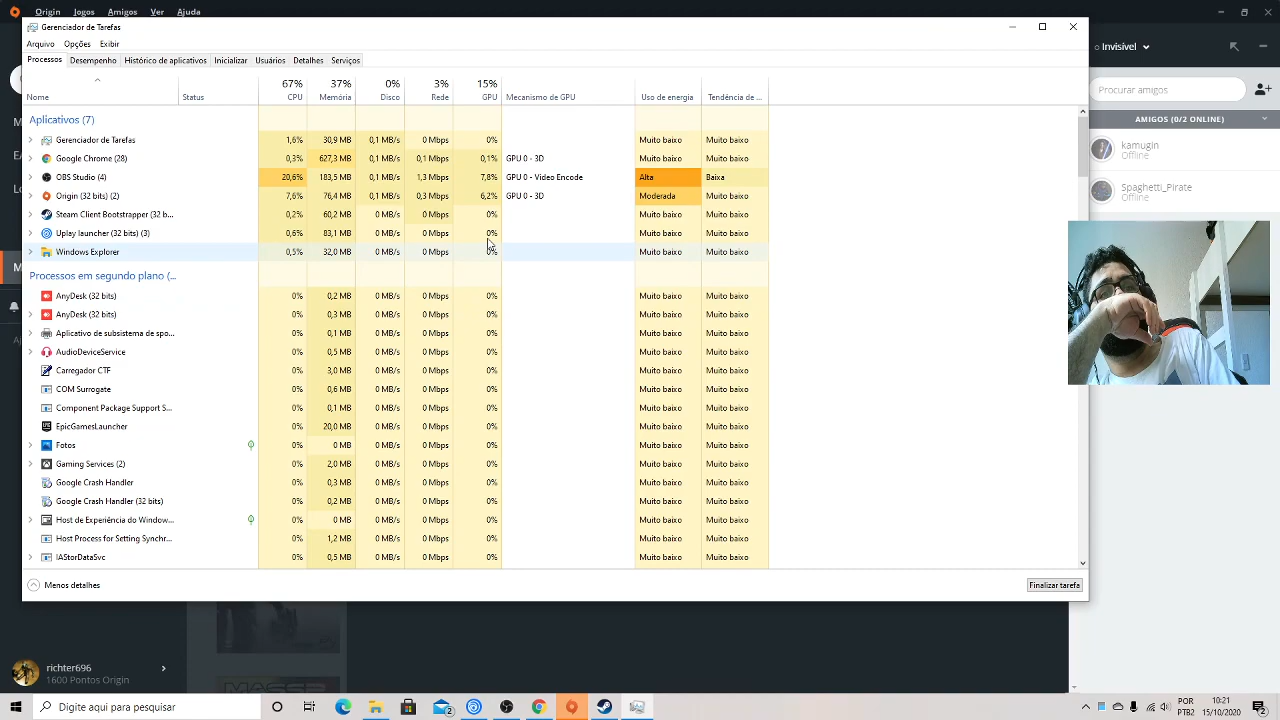 Origin Jogos Amigos Ver Ajuda
Gerenciador de Tarefas
Arquivo Opções Exibir
Invisível
Processos Desempenho Histórico de aplicativos Inicializar Usuários Detalhes Serviços
67% 37% 0% 3% 15%
Nome Status CPU Memória Disco Rede GPU Mecanismo de GPU Uso de energia Tendência de ...
Procurar amigos
AMIGOS (0/2 ONLINE)
kamugin
Offline
Spaghetti_Pirate
Offline
Aplicativos (7)
Gerenciador de Tarefas 1,6% 30,9 MB 0,1 MB/s 0 Mbps 0% Muito baixo Muito baixo
Google Chrome (28) 0,3% 627,3 MB 0,1 MB/s 0,1 Mbps 0,1% GPU 0 - 3D Muito baixo Muito baixo
OBS Studio (4) 20,6% 183,5 MB 0,1 MB/s 1,3 Mbps 7,8% GPU 0 - Video Encode Alta Baixa
Origin (32 bits) (2) 7,6% 76,4 MB 0,1 MB/s 0,3 Mbps 6,2% GPU 0 - 3D Moderada Muito baixo
Steam Client Bootstrapper (32 b... 0,2% 60,2 MB 0 MB/s 0 Mbps 0% Muito baixo Muito baixo
Uplay launcher (32 bits) (3) 0,6% 83,1 MB 0 MB/s 0 Mbps 0% Muito baixo Muito baixo
Windows Explorer 0,5% 32,0 MB 0 MB/s 0 Mbps 0% Muito baixo Muito baixo
Processos em segundo plano (...
AnyDesk (32 bits) 0% 0,2 MB 0 MB/s 0 Mbps 0% Muito baixo Muito baixo
AnyDesk (32 bits) 0% 0,3 MB 0 MB/s 0 Mbps 0% Muito baixo Muito baixo
Aplicativo de subsistema de spo... 0% 0,1 MB 0 MB/s 0 Mbps 0% Muito baixo Muito baixo
AudioDeviceService 0% 0,5 MB 0 MB/s 0 Mbps 0% Muito baixo Muito baixo
Carregador CTF 0% 3,0 MB 0 MB/s 0 Mbps 0% Muito baixo Muito baixo
COM Surrogate 0% 0,6 MB 0 MB/s 0 Mbps 0% Muito baixo Muito baixo
Component Package Support S... 0% 0,1 MB 0 MB/s 0 Mbps 0% Muito baixo Muito baixo
EpicGamesLauncher 0% 20,0 MB 0 MB/s 0 Mbps 0% Muito baixo Muito baixo
Fotos 0% 0 MB 0 MB/s 0 Mbps 0% Muito baixo Muito baixo
Gaming Services (2) 0% 2,0 MB 0 MB/s 0 Mbps 0% Muito baixo Muito baixo
Google Crash Handler 0% 0,3 MB 0 MB/s 0 Mbps 0% Muito baixo Muito baixo
Google Crash Handler (32 bits) 0% 0,2 MB 0 MB/s 0 Mbps 0% Muito baixo Muito baixo
Host de Experiência do Window... 0% 0 MB 0 MB/s 0 Mbps 0% Muito baixo Muito baixo
Host Process for Setting Synchr... 0% 1,2 MB 0 MB/s 0 Mbps 0% Muito baixo Muito baixo
IAStorDataSvc 0% 0,5 MB 0 MB/s 0 Mbps 0% Muito baixo Muito baixo
Menos detalhes Finalizar tarefa
richter696
1600 Pontos Origin
Digite aqui para pesquisar
10:21
PTB2 15/10/2020